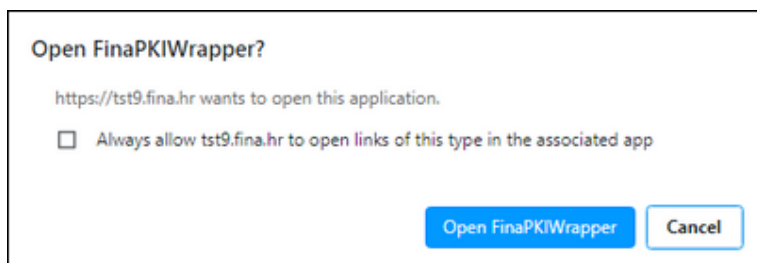 Open FinaPKIWrapper?
https://tst9.fina.hr wants to open this application.
Always allow tst9.fina.hr to open links of this type in the associated app
Open FinaPKIWrapper
Cancel